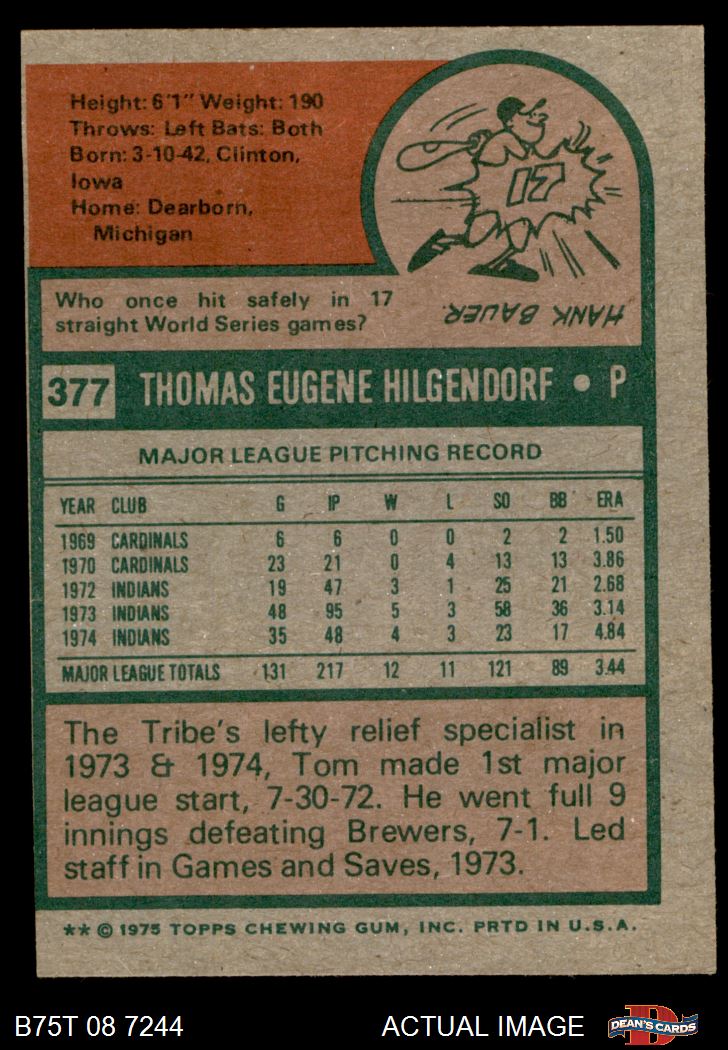 Height: 6'1" Weight: 190
Throws: Left Bats: Both
Born: 3-10-42, Clinton,
Iowa
Home: Dearborn,
Michigan
17
Who once hit safely in 17
straight World Series games?
HANK BAUER.
377 THOMAS EUGENE HILGENDORF • P
MAJOR LEAGUE PITCHING RECORD
YEAR CLUB G IP W L SO BB ERA
1969 CARDINALS 6 6 0 0 2 2 1.50
1970 CARDINALS 23 21 0 4 13 13 3.86
1972 INDIANS 19 47 3 1 25 21 2.68
1973 INDIANS 48 95 5 3 58 36 3.14
1974 INDIANS 35 48 4 3 23 17 4.84
MAJOR LEAGUE TOTALS 131 217 12 11 121 89 3.44
The Tribe's lefty relief specialist in
1973 & 1974, Tom made 1st major
league start, 7-30-72. He went full 9
innings defeating Brewers, 7-1. Led
staff in Games and Saves, 1973.
** © 1975 TOPPS CHEWING GUM, INC. PRTD IN U.S.A.
B75T 08 7244 ACTUAL IMAGE D DEAN'S CARDS